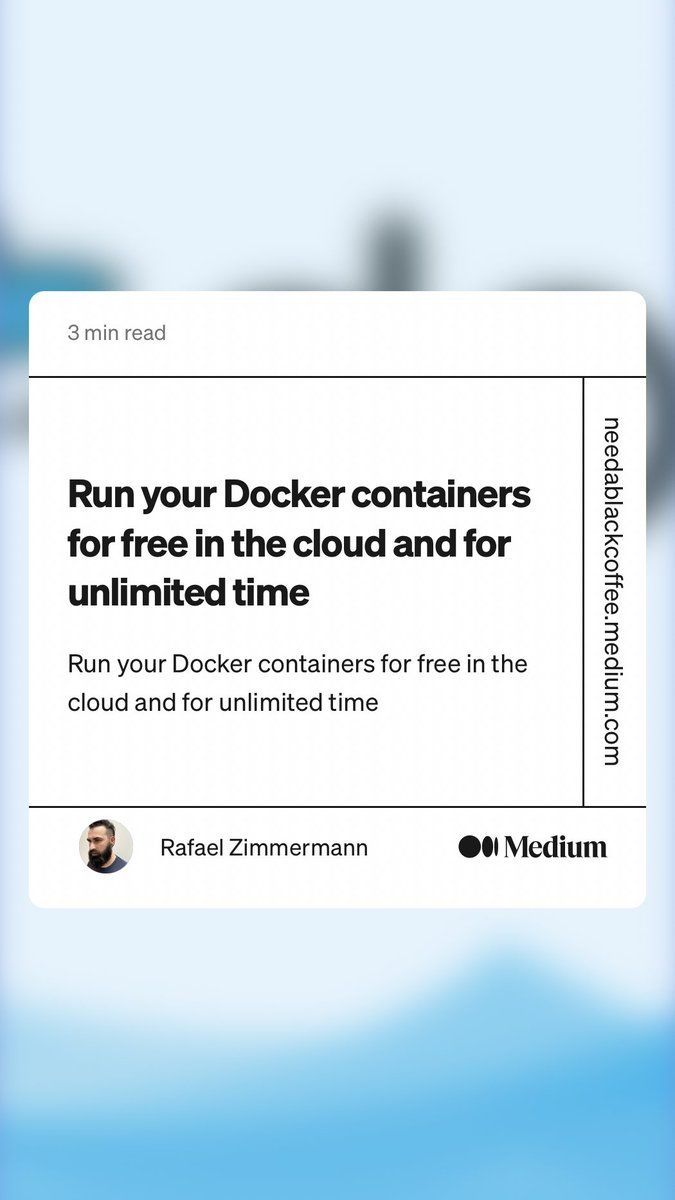 3 min read
Run your Docker containers
for free in the cloud and for
unlimited time
Run your Docker containers for free in the
cloud and for unlimited time
needablackcoffee.medium.com
Rafael Zimmermann
Medium